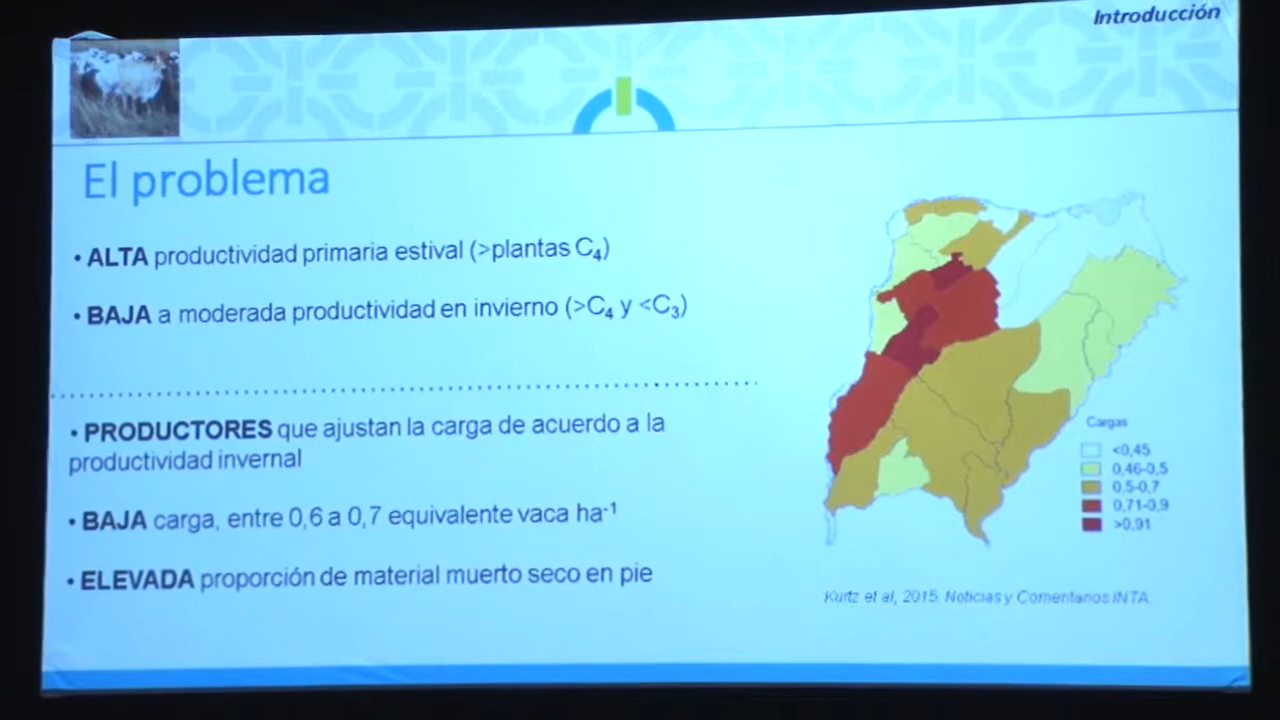 Introducción
El problema
• ALTA productividad primaria estival (>plantas C₄)
• BAJA a moderada productividad en invierno (>C₄ y <C₃)
• PRODUCTORES que ajustan la carga de acuerdo a la
productividad invernal
• BAJA carga, entre 0,6 a 0,7 equivalente vaca ha⁻¹
• ELEVADA proporción de material muerto seco en pie
Cargas
<0,45
0,46-0,5
0.5-0,7
0,71-0,9
>0,91
Kurtz et al, 2015. Noticias y Comentarios INTA